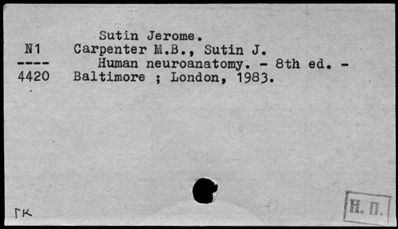 Sutin Jerome.
N1 Carpenter M.B., Sutin J.
---- Human neuroanatomy. - 8th ed. -
4420 Baltimore ; London, 1983.
ГК
Н. П.